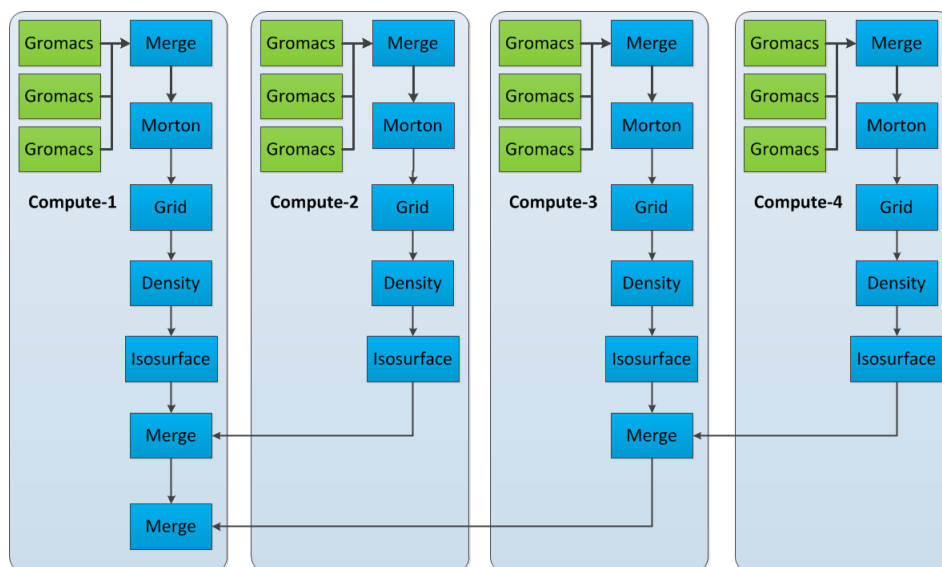 Gromacs
Merge
Gromacs
Morton
Gromacs
Compute-1
Grid
Density
Isosurface
Merge
Merge
Gromacs
Merge
Gromacs
Morton
Gromacs
Compute-2
Grid
Density
Isosurface
Gromacs
Merge
Gromacs
Morton
Gromacs
Compute-3
Grid
Density
Isosurface
Merge
Gromacs
Merge
Gromacs
Morton
Gromacs
Compute-4
Grid
Density
Isosurface